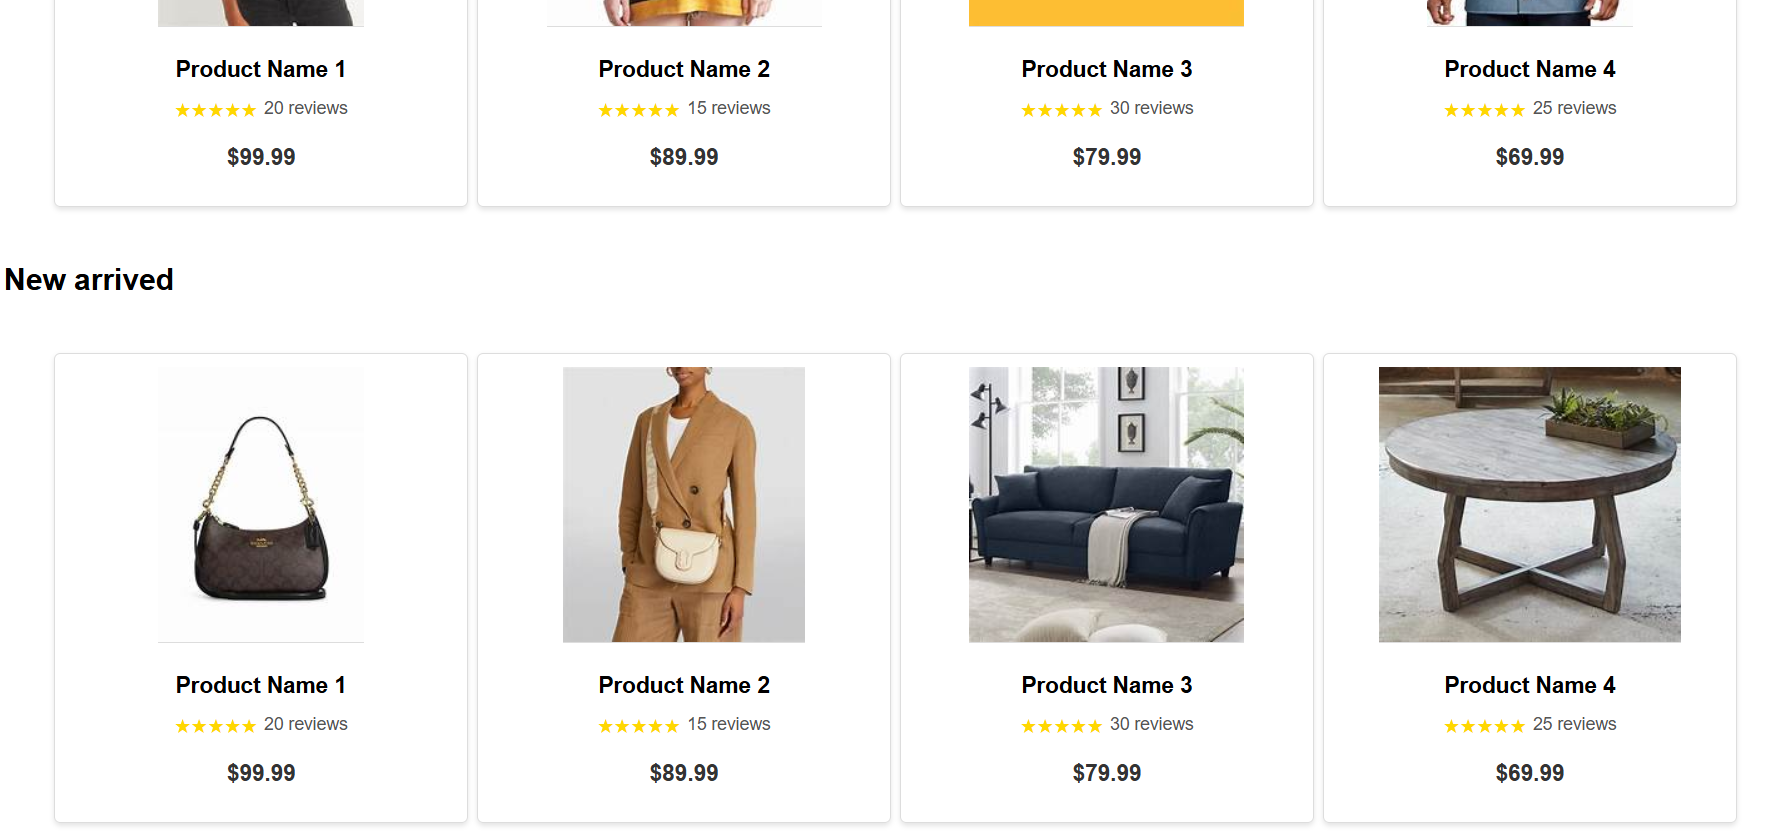 Product Name 1
★★★★★ 20 reviews
$99.99
Product Name 2
★★★★★ 15 reviews
$89.99
Product Name 3
★★★★★ 30 reviews
$79.99
Product Name 4
★★★★★ 25 reviews
$69.99
New arrived
Product Name 1
★★★★★ 20 reviews
$99.99
Product Name 2
★★★★★ 15 reviews
$89.99
Product Name 3
★★★★★ 30 reviews
$79.99
Product Name 4
★★★★★ 25 reviews
$69.99